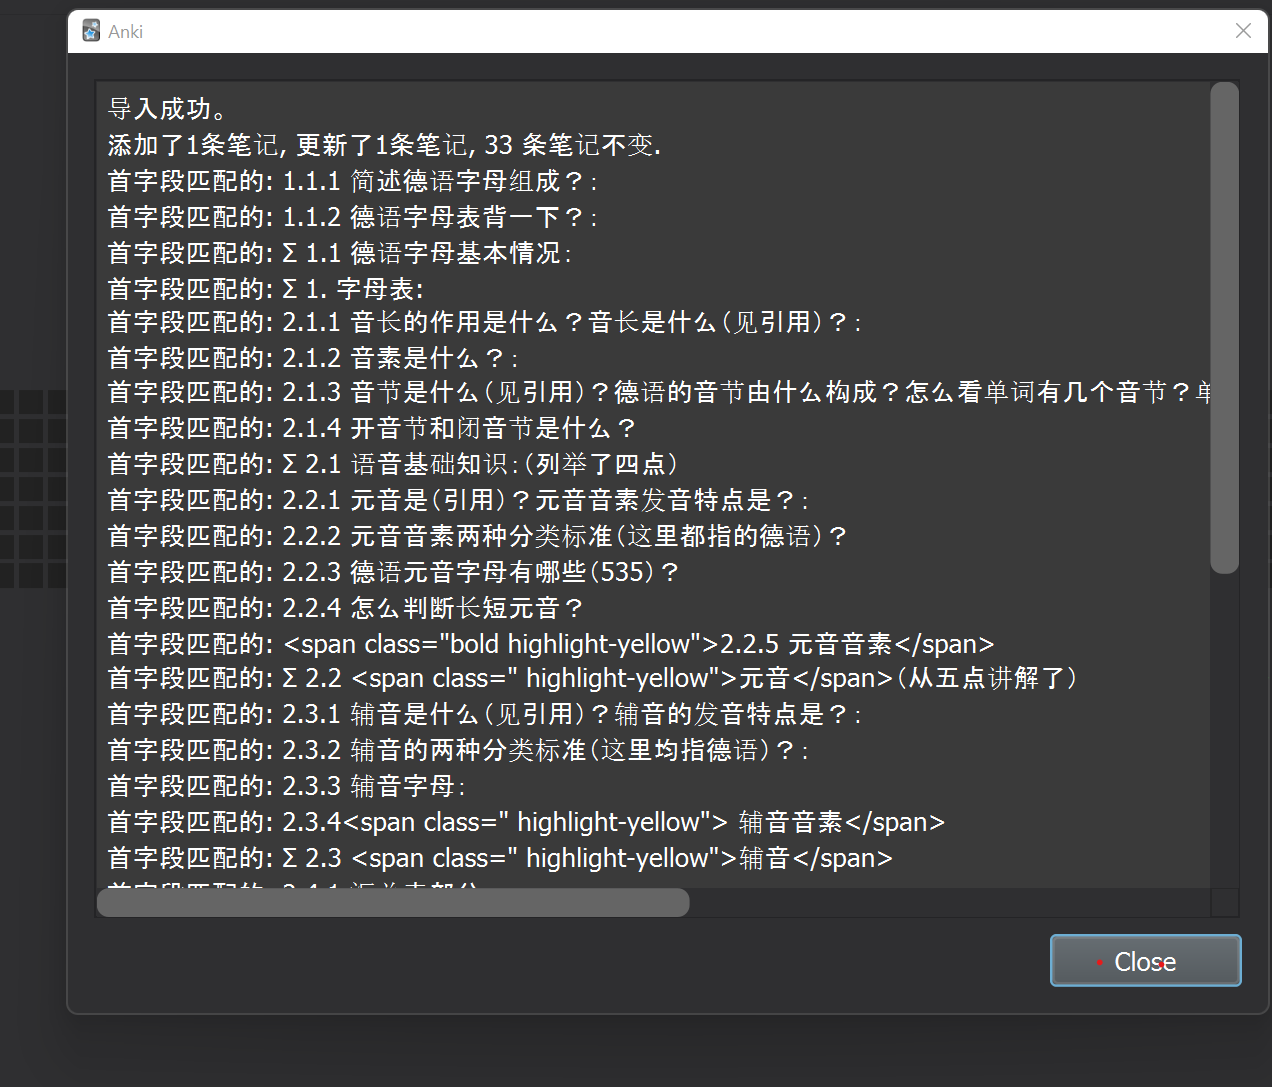 Anki
导入成功。
添加了1条笔记, 更新了1条笔记, 33 条笔记不变.
首字段匹配的: 1.1.1 简述德语字母组成？:
首字段匹配的: 1.1.2 德语字母表背一下？:
首字段匹配的: Σ 1.1 德语字母基本情况:
首字段匹配的: Σ 1. 字母表:
首字段匹配的: 2.1.1 音长的作用是什么？音长是什么(见引用)？:
首字段匹配的: 2.1.2 音素是什么？:
首字段匹配的: 2.1.3 音节是什么(见引用)？德语的音节由什么构成？怎么看单词有几个音节？
首字段匹配的: 2.1.4 开音节和闭音节是什么？
首字段匹配的: Σ 2.1 语音基础知识:(列举了四点)
首字段匹配的: 2.2.1 元音是(引用)？元音音素发音特点是？:
首字段匹配的: 2.2.2 元音音素两种分类标准(这里都指的德语)？
首字段匹配的: 2.2.3 德语元音字母有哪些(535)？
首字段匹配的: 2.2.4 怎么判断长短元音？
首字段匹配的: <span class="bold highlight-yellow">2.2.5 元音音素</span>
首字段匹配的: Σ 2.2 <span class=" highlight-yellow">元音</span>(从五点讲解了)
首字段匹配的: 2.3.1 辅音是什么(见引用)？辅音的发音特点是？:
首字段匹配的: 2.3.2 辅音的两种分类标准(这里均指德语)？:
首字段匹配的: 2.3.3 辅音字母:
首字段匹配的: 2.3.4<span class=" highlight-yellow"> 辅音音素</span>
首字段匹配的: Σ 2.3 <span class=" highlight-yellow">辅音</span>
Close